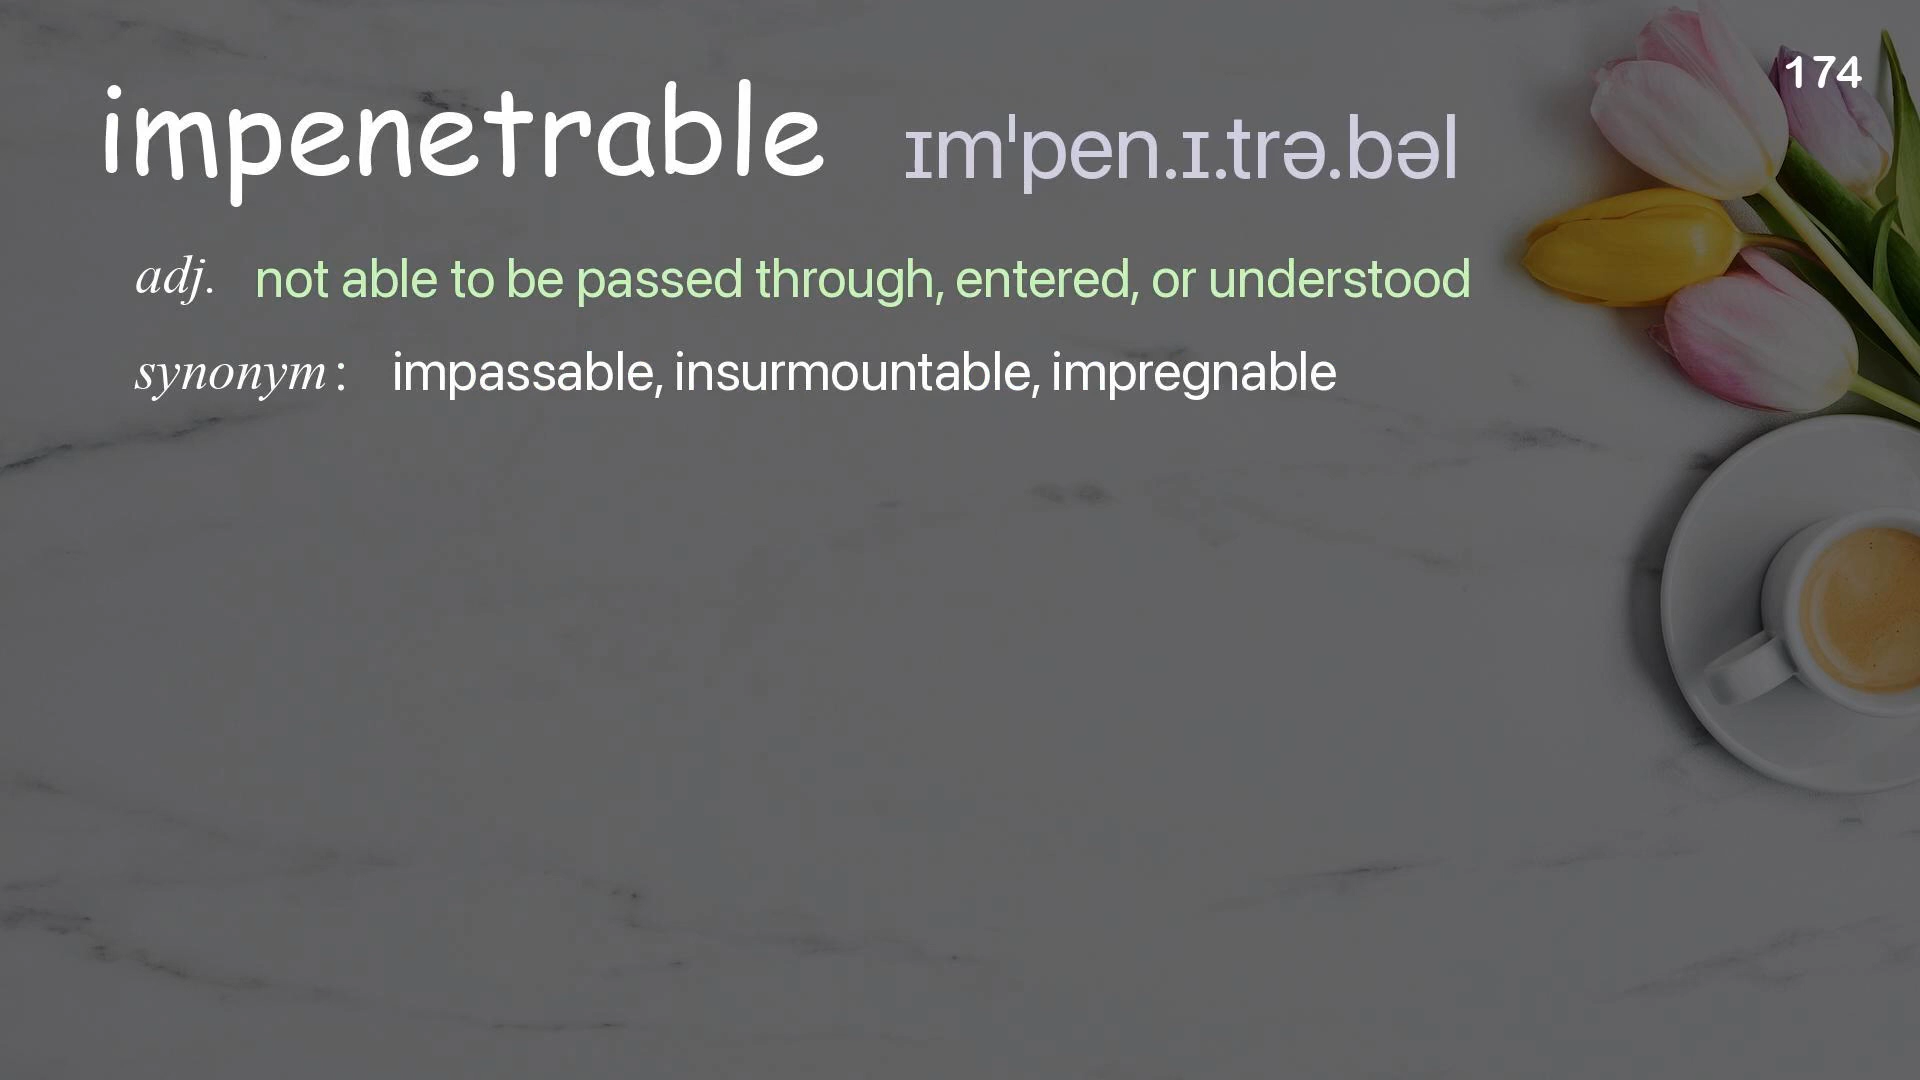 174
impenetrable ɪmˈpen.ɪ.trə.bəl
adj. not able to be passed through, entered, or understood
synonym : impassable, insurmountable, impregnable